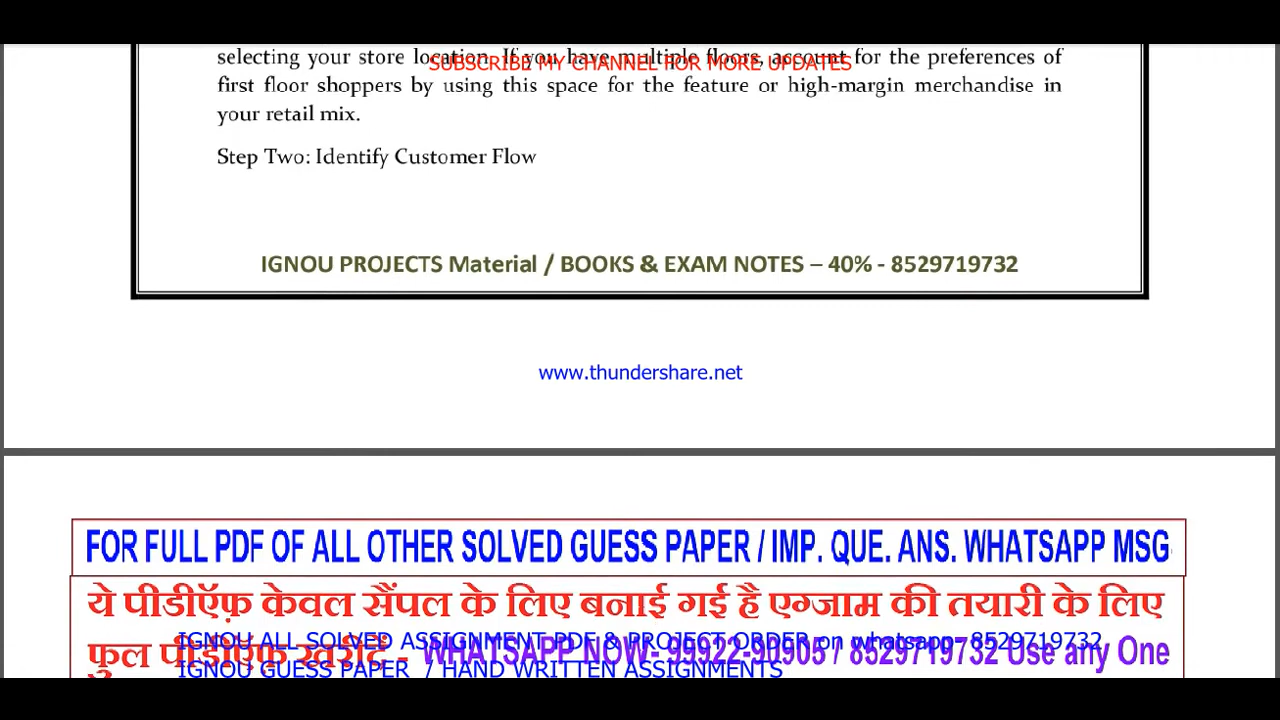 selecting your store location. If you have multiple floors, account for the preferences of
SUBSCRIBE MY CHANNEL FOR MORE UPDATES
first floor shoppers by using this space for the feature or high-margin merchandise in
your retail mix.
Step Two: Identify Customer Flow
IGNOU PROJECTS Material / BOOKS & EXAM NOTES – 40% - 8529719732
www.thundershare.net
FOR FULL PDF OF ALL OTHER SOLVED GUESS PAPER / IMP. QUE. ANS. WHATSAPP MSG
ये पीडीऍफ़ केवल सैंपल के लिए बनाई गई है एग्जाम की तयारी के लिए
फुल पीडीऍफ़ खरीदें - WHATSAPP NOW- 99922-90905 / 8529719732 Use any One
IGNOU ALL SOLVED ASSIGNMENT PDF & PROJECT ORDER on whatsapp- 8529719732
IGNOU GUESS PAPER / HAND WRITTEN ASSIGNMENTS